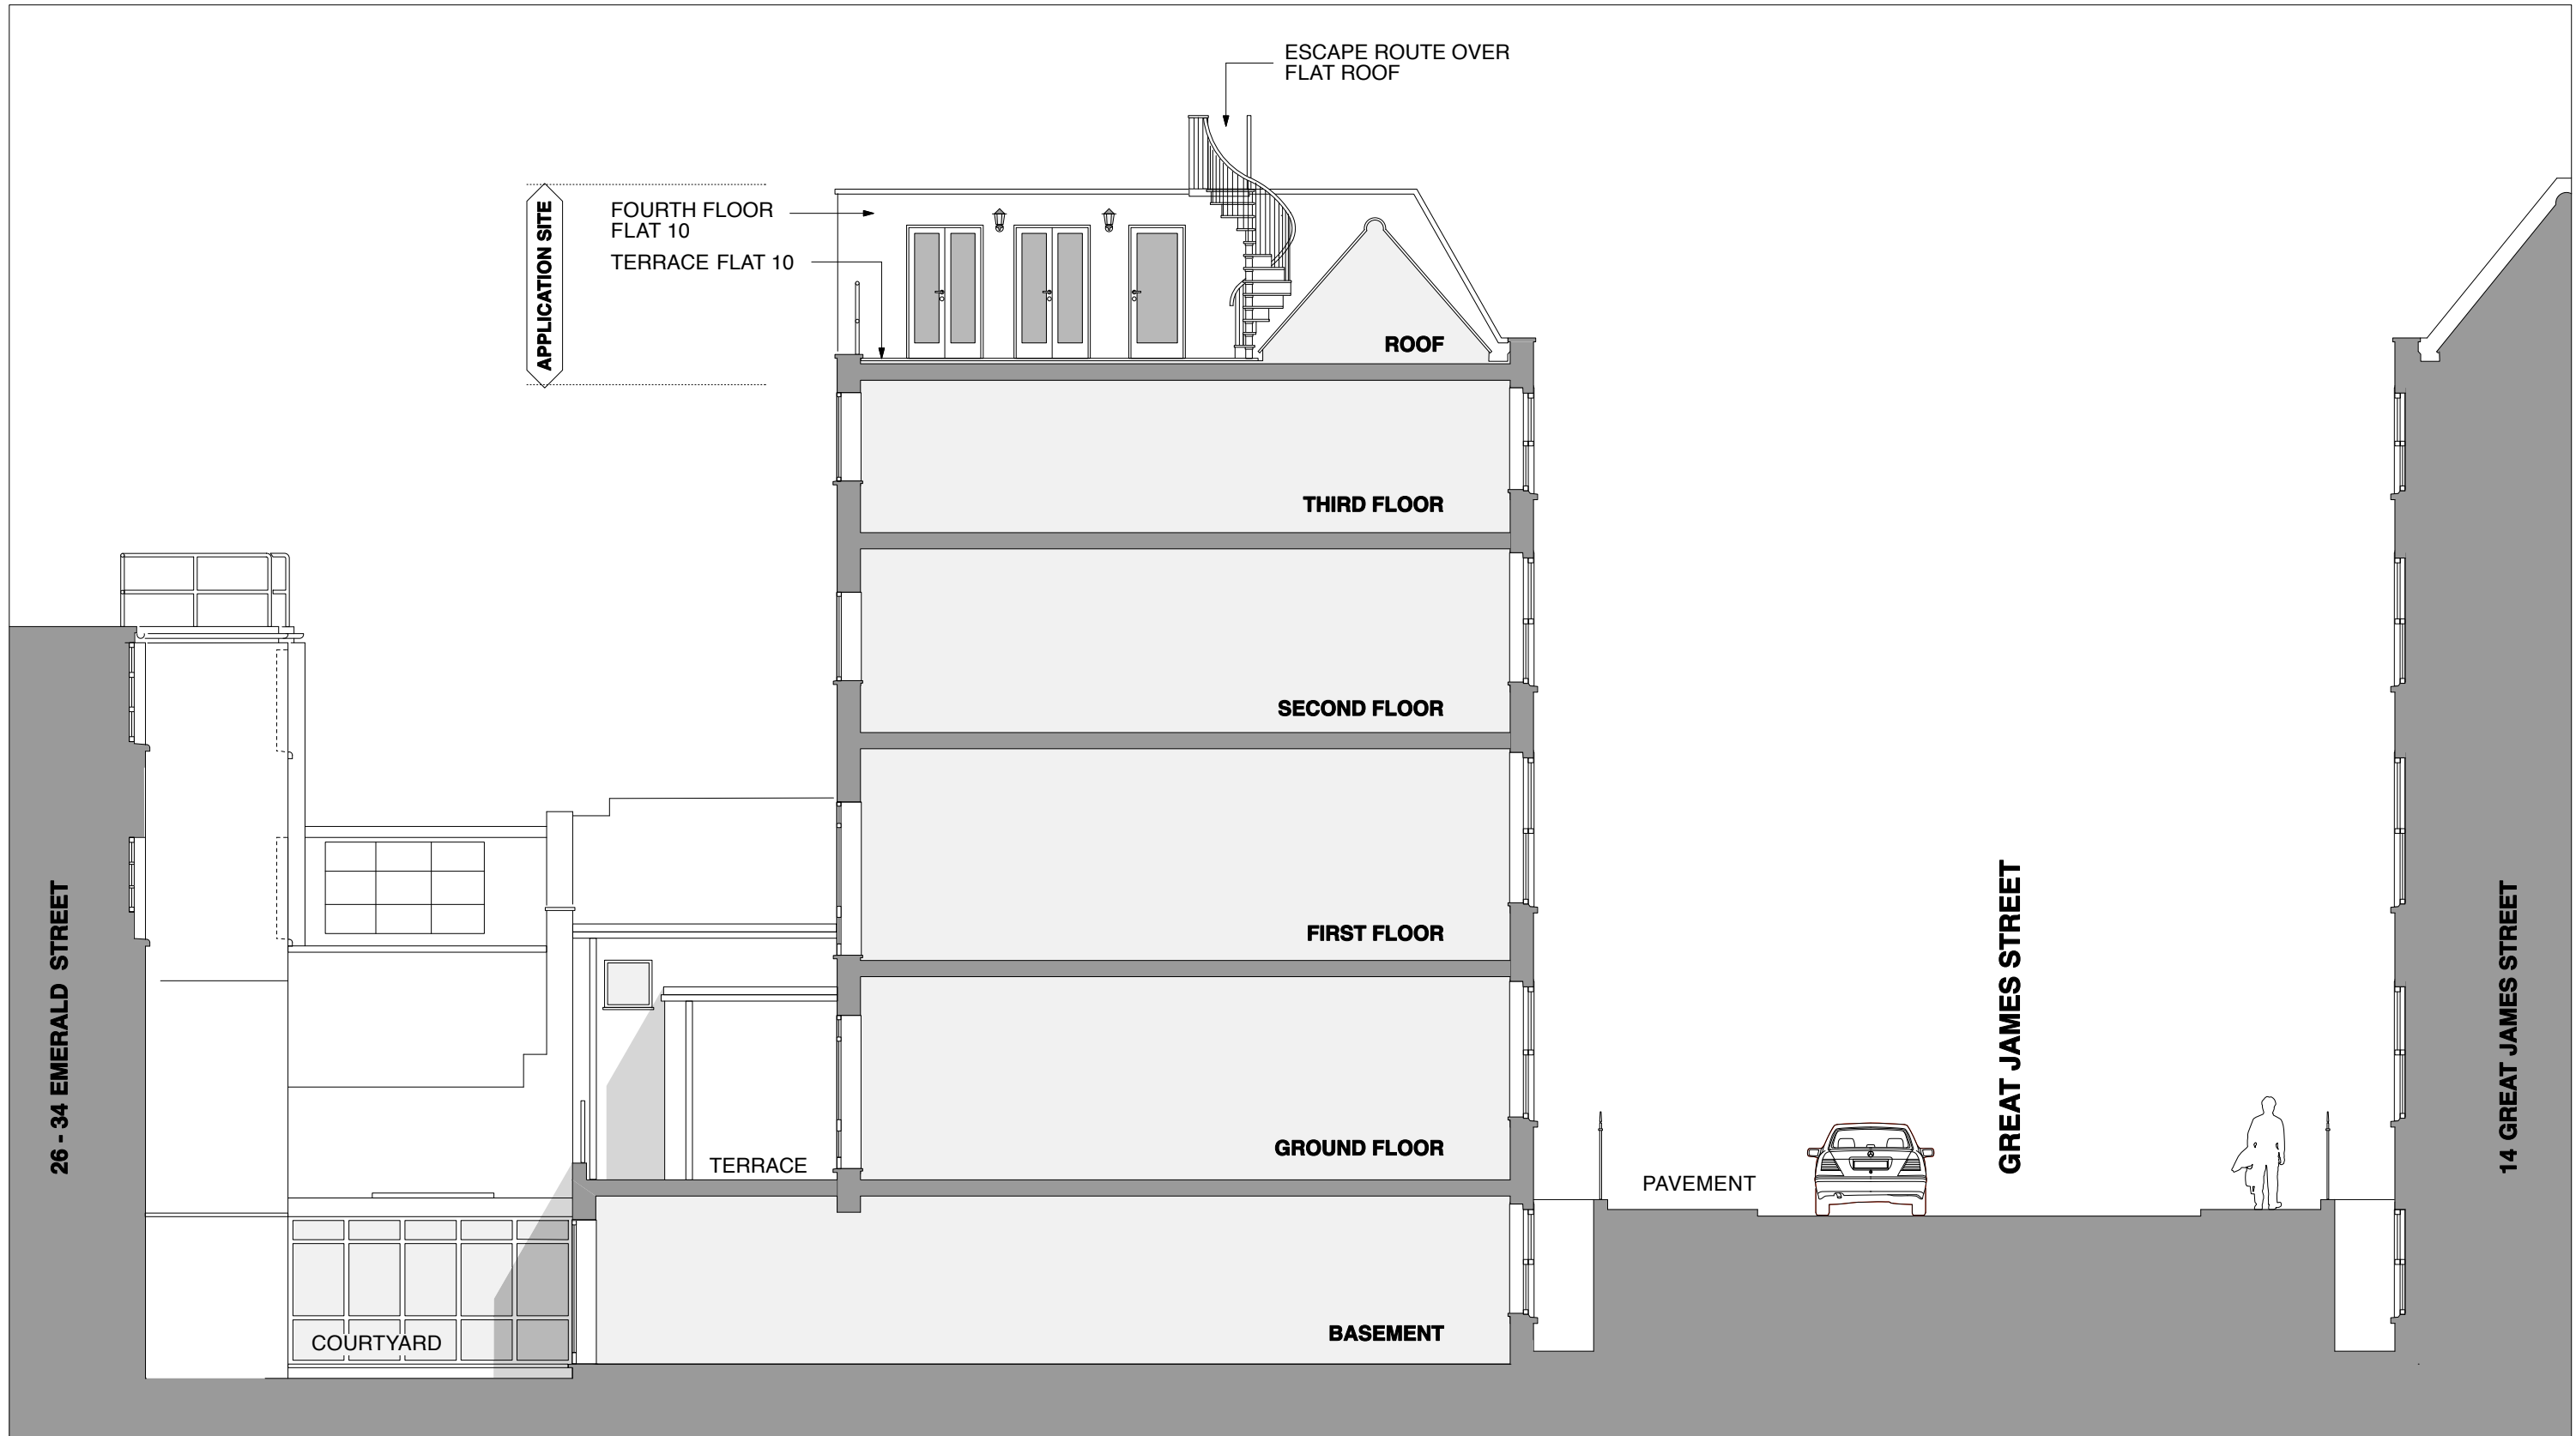 ESCAPE ROUTE OVER
FLAT ROOF
APPLICATION SITE
FOURTH FLOOR
FLAT 10
TERRACE FLAT 10
ROOF
THIRD FLOOR
SECOND FLOOR
FIRST FLOOR
GROUND FLOOR
TERRACE
BASEMENT
COURTYARD
26 - 34 EMERALD STREET
PAVEMENT
GREAT JAMES STREET
14 GREAT JAMES STREET